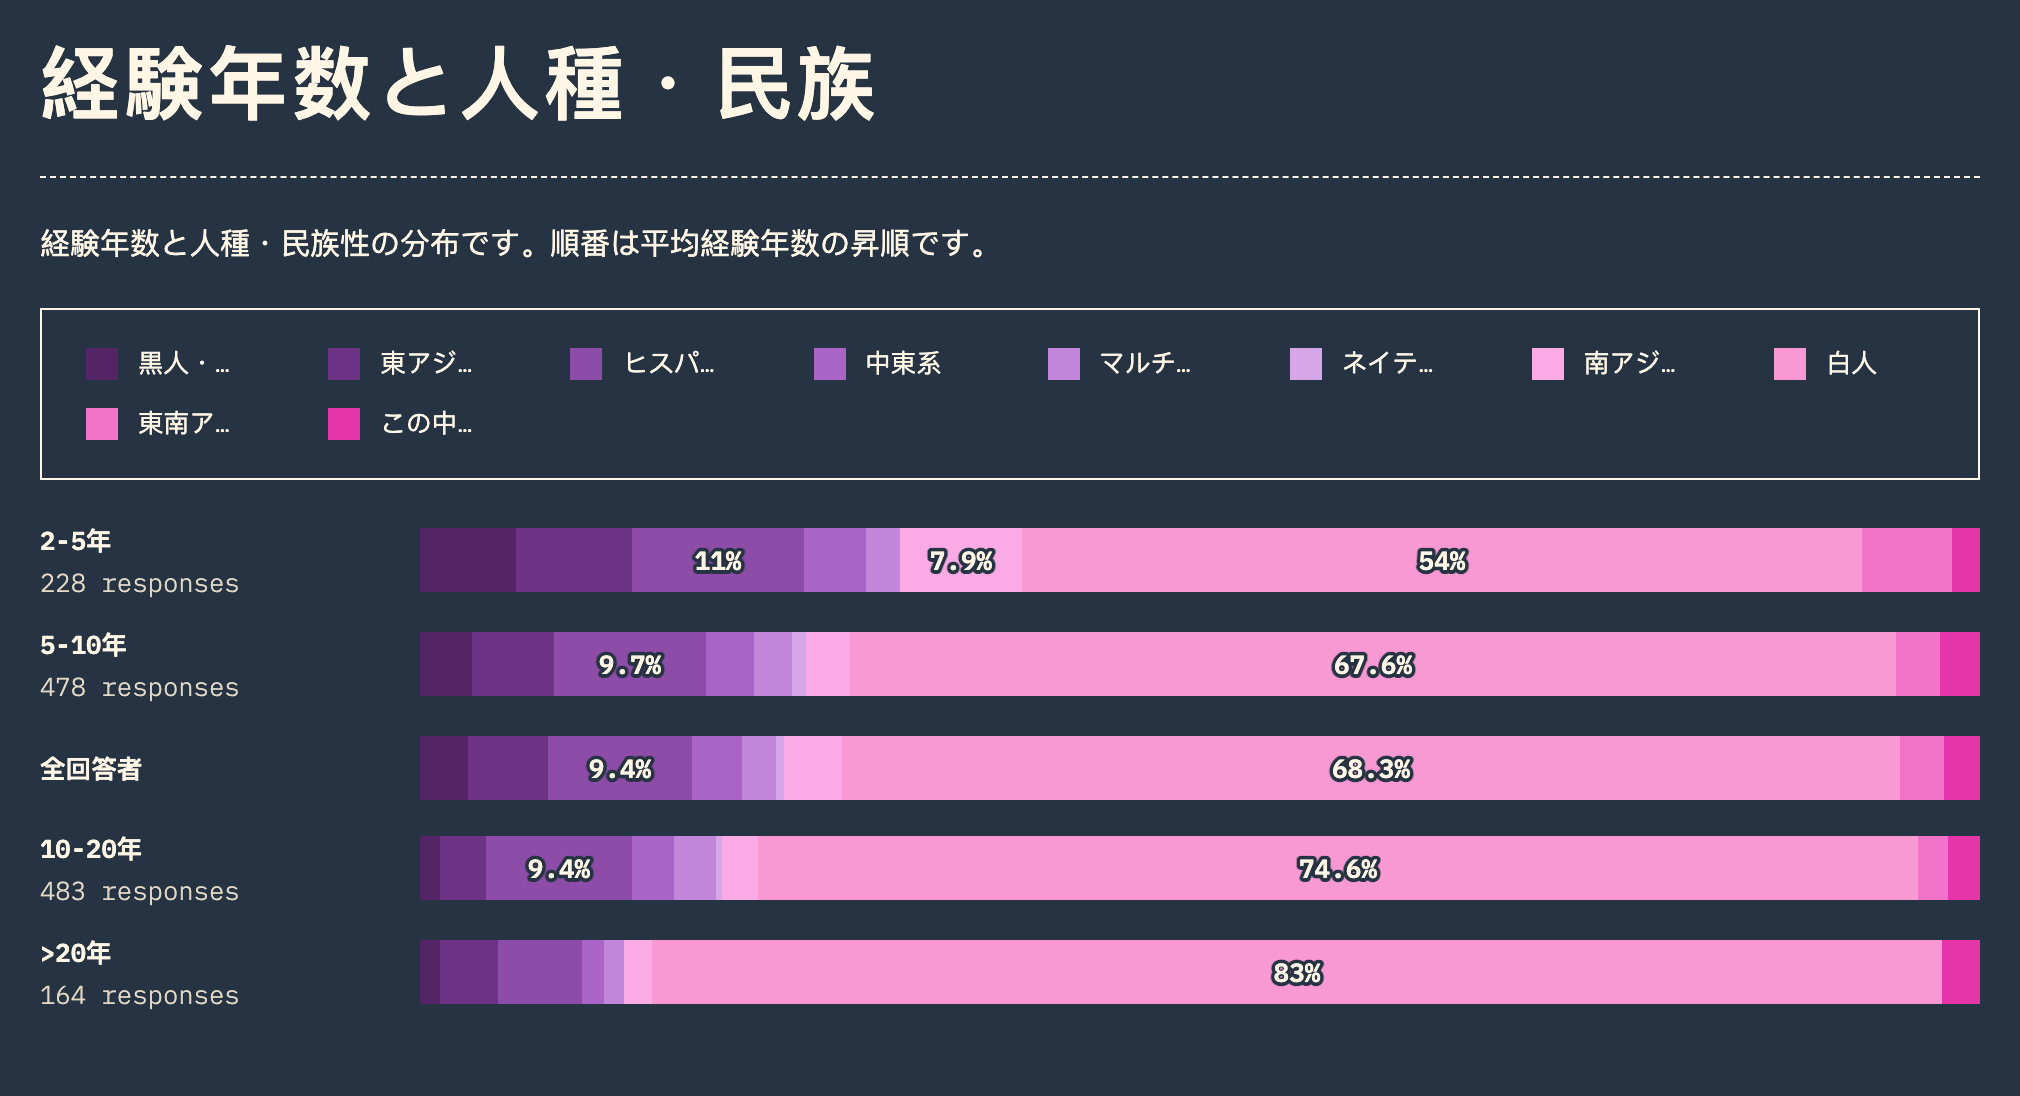 経験年数と人種・民族
経験年数と人種・民族性の分布です。順番は平均経験年数の昇順です。
黒人・… 東アジ… ヒスパ… 中東系 マルチ… ネイテ… 南アジ… 白人
東南ア… この中…
2-5年
228 responses
11% 7.9% 54%
5-10年
478 responses
9.7% 67.6%
全回答者
9.4% 68.3%
10-20年
483 responses
9.4% 74.6%
>20年
164 responses
83%